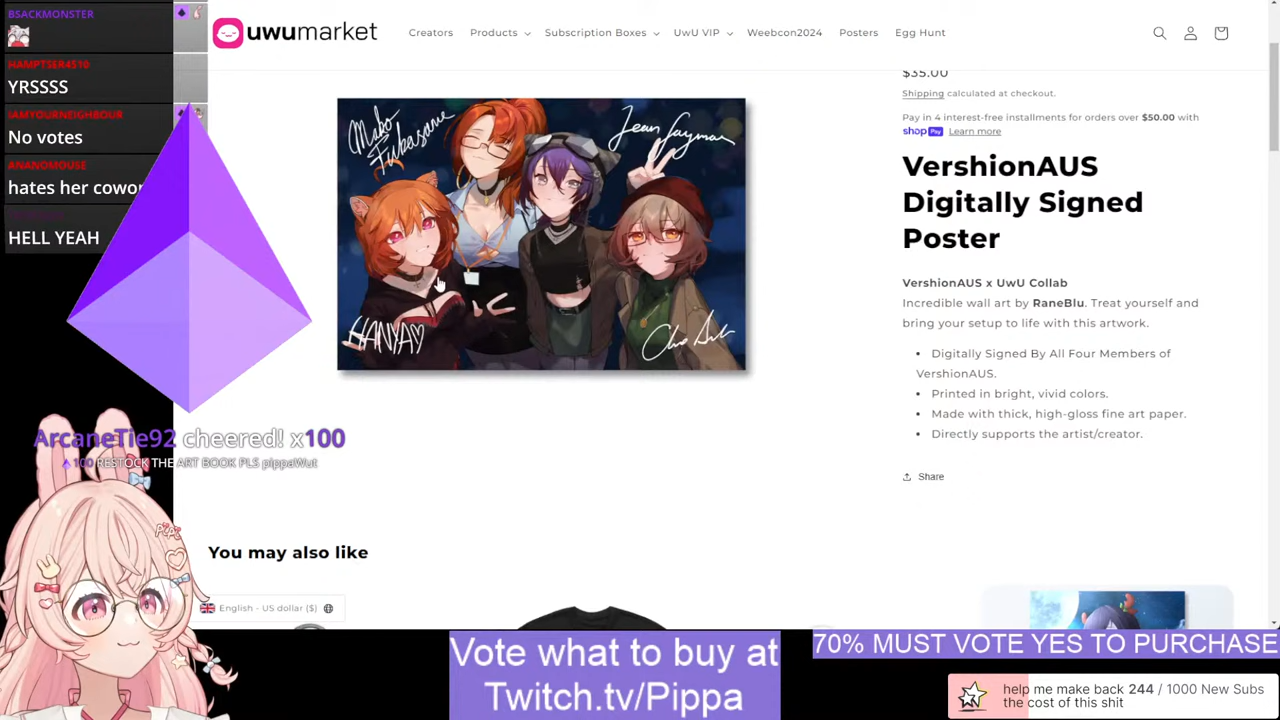 BSACKMONSTER
HAMPTSER4510
YRSSSS
IAMYOURNEIGHBOUR
No votes
ANANOMOUSE
hates her cowor
HELL YEAH
uwumarket
Creators
Products
Subscription Boxes
UwU VIP
Weebcon2024
Posters
Egg Hunt
$35.00
Shipping calculated at checkout.
Pay in 4 interest-free installments for orders over $50.00 with
shop Pay Learn more
VershionAUS
Digitally Signed
Poster
VershionAUS x UwU Collab
Incredible wall art by RaneBlu. Treat yourself and
bring your setup to life with this artwork.
• Digitally Signed By All Four Members of
VershionAUS.
• Printed in bright, vivid colors.
• Made with thick, high-gloss fine art paper.
• Directly supports the artist/creator.
Share
HANYA
ArcaneTie92 cheered! x100
100 RESTOCK THE ART BOOK PLS pippaWut
You may also like
English - US dollar ($)
Vote what to buy at
Twitch.tv/Pippa
70% MUST VOTE YES TO PURCHASE
help me make back 244 / 1000 New Subs
the cost of this shit